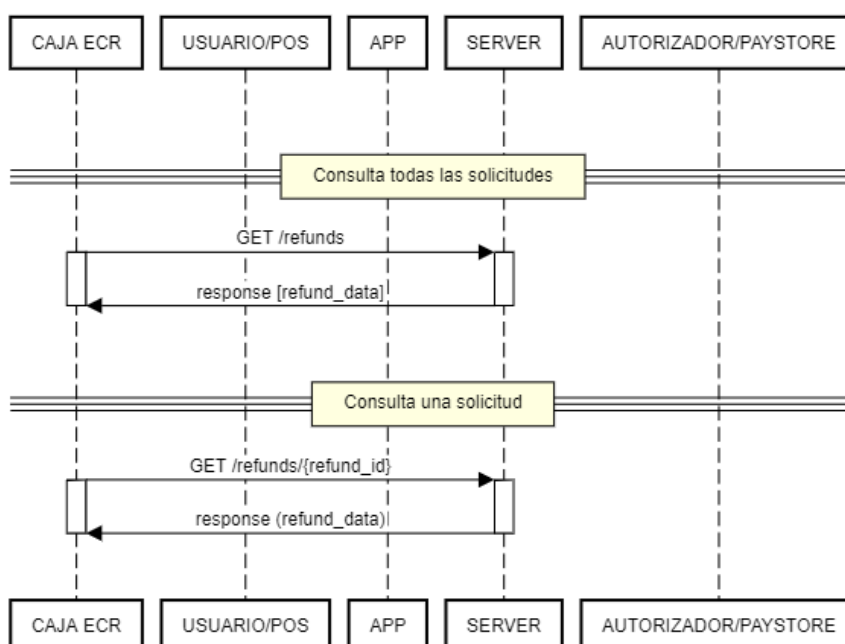 CAJA ECR
USUARIO/POS
APP
SERVER
AUTORIZADOR/PAYSTORE
Consulta todas las solicitudes
GET /refunds
response [refund_data]
Consulta una solicitud
GET /refunds/{refund_id}
response (refund_data)
CAJA ECR
USUARIO/POS
APP
SERVER
AUTORIZADOR/PAYSTORE